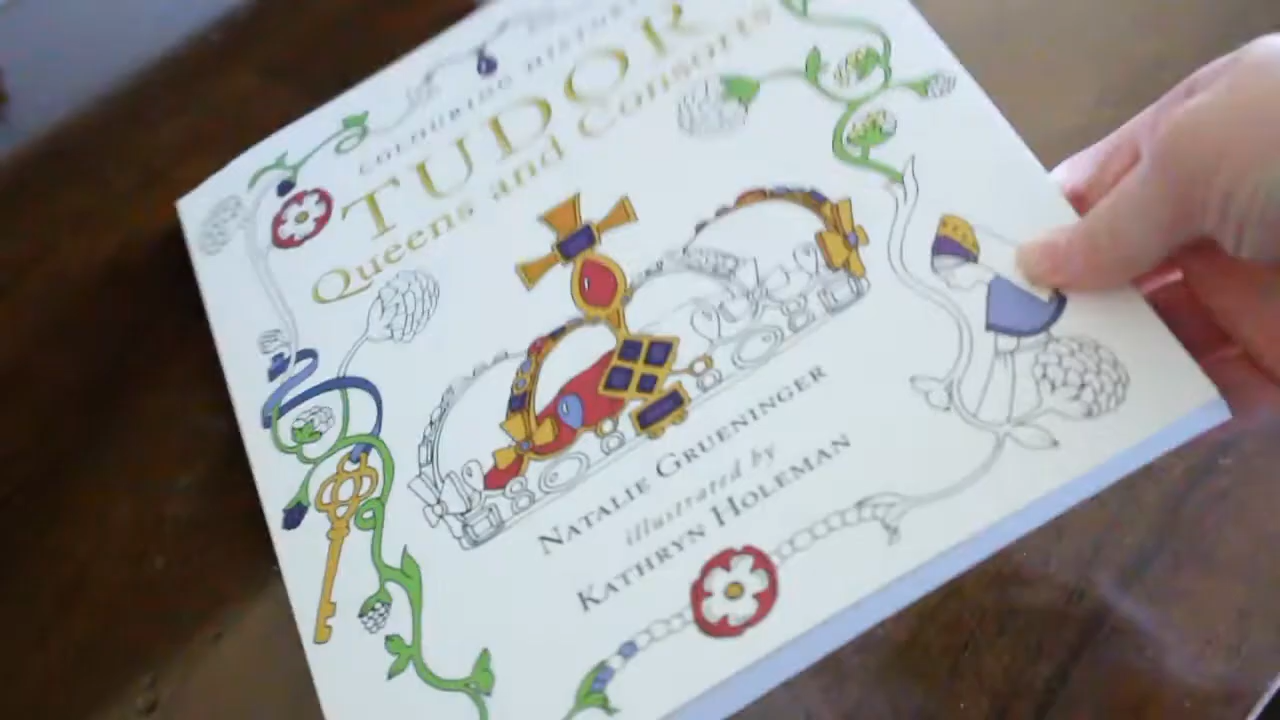 COLOURING HISTORY
TUDOR
Queens and Consorts
NATALIE GRUENINGER
illustrated by
KATHRYN HOLEMAN